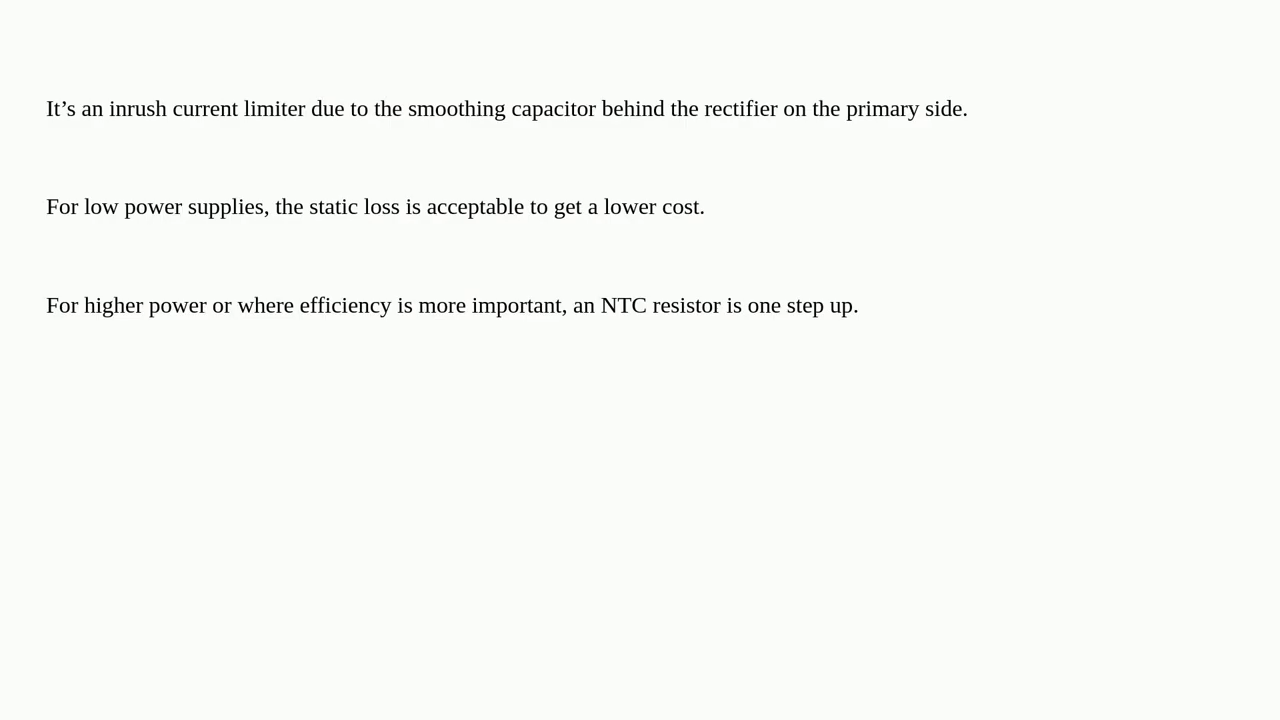 It’s an inrush current limiter due to the smoothing capacitor behind the rectifier on the primary side.
For low power supplies, the static loss is acceptable to get a lower cost.
For higher power or where efficiency is more important, an NTC resistor is one step up.